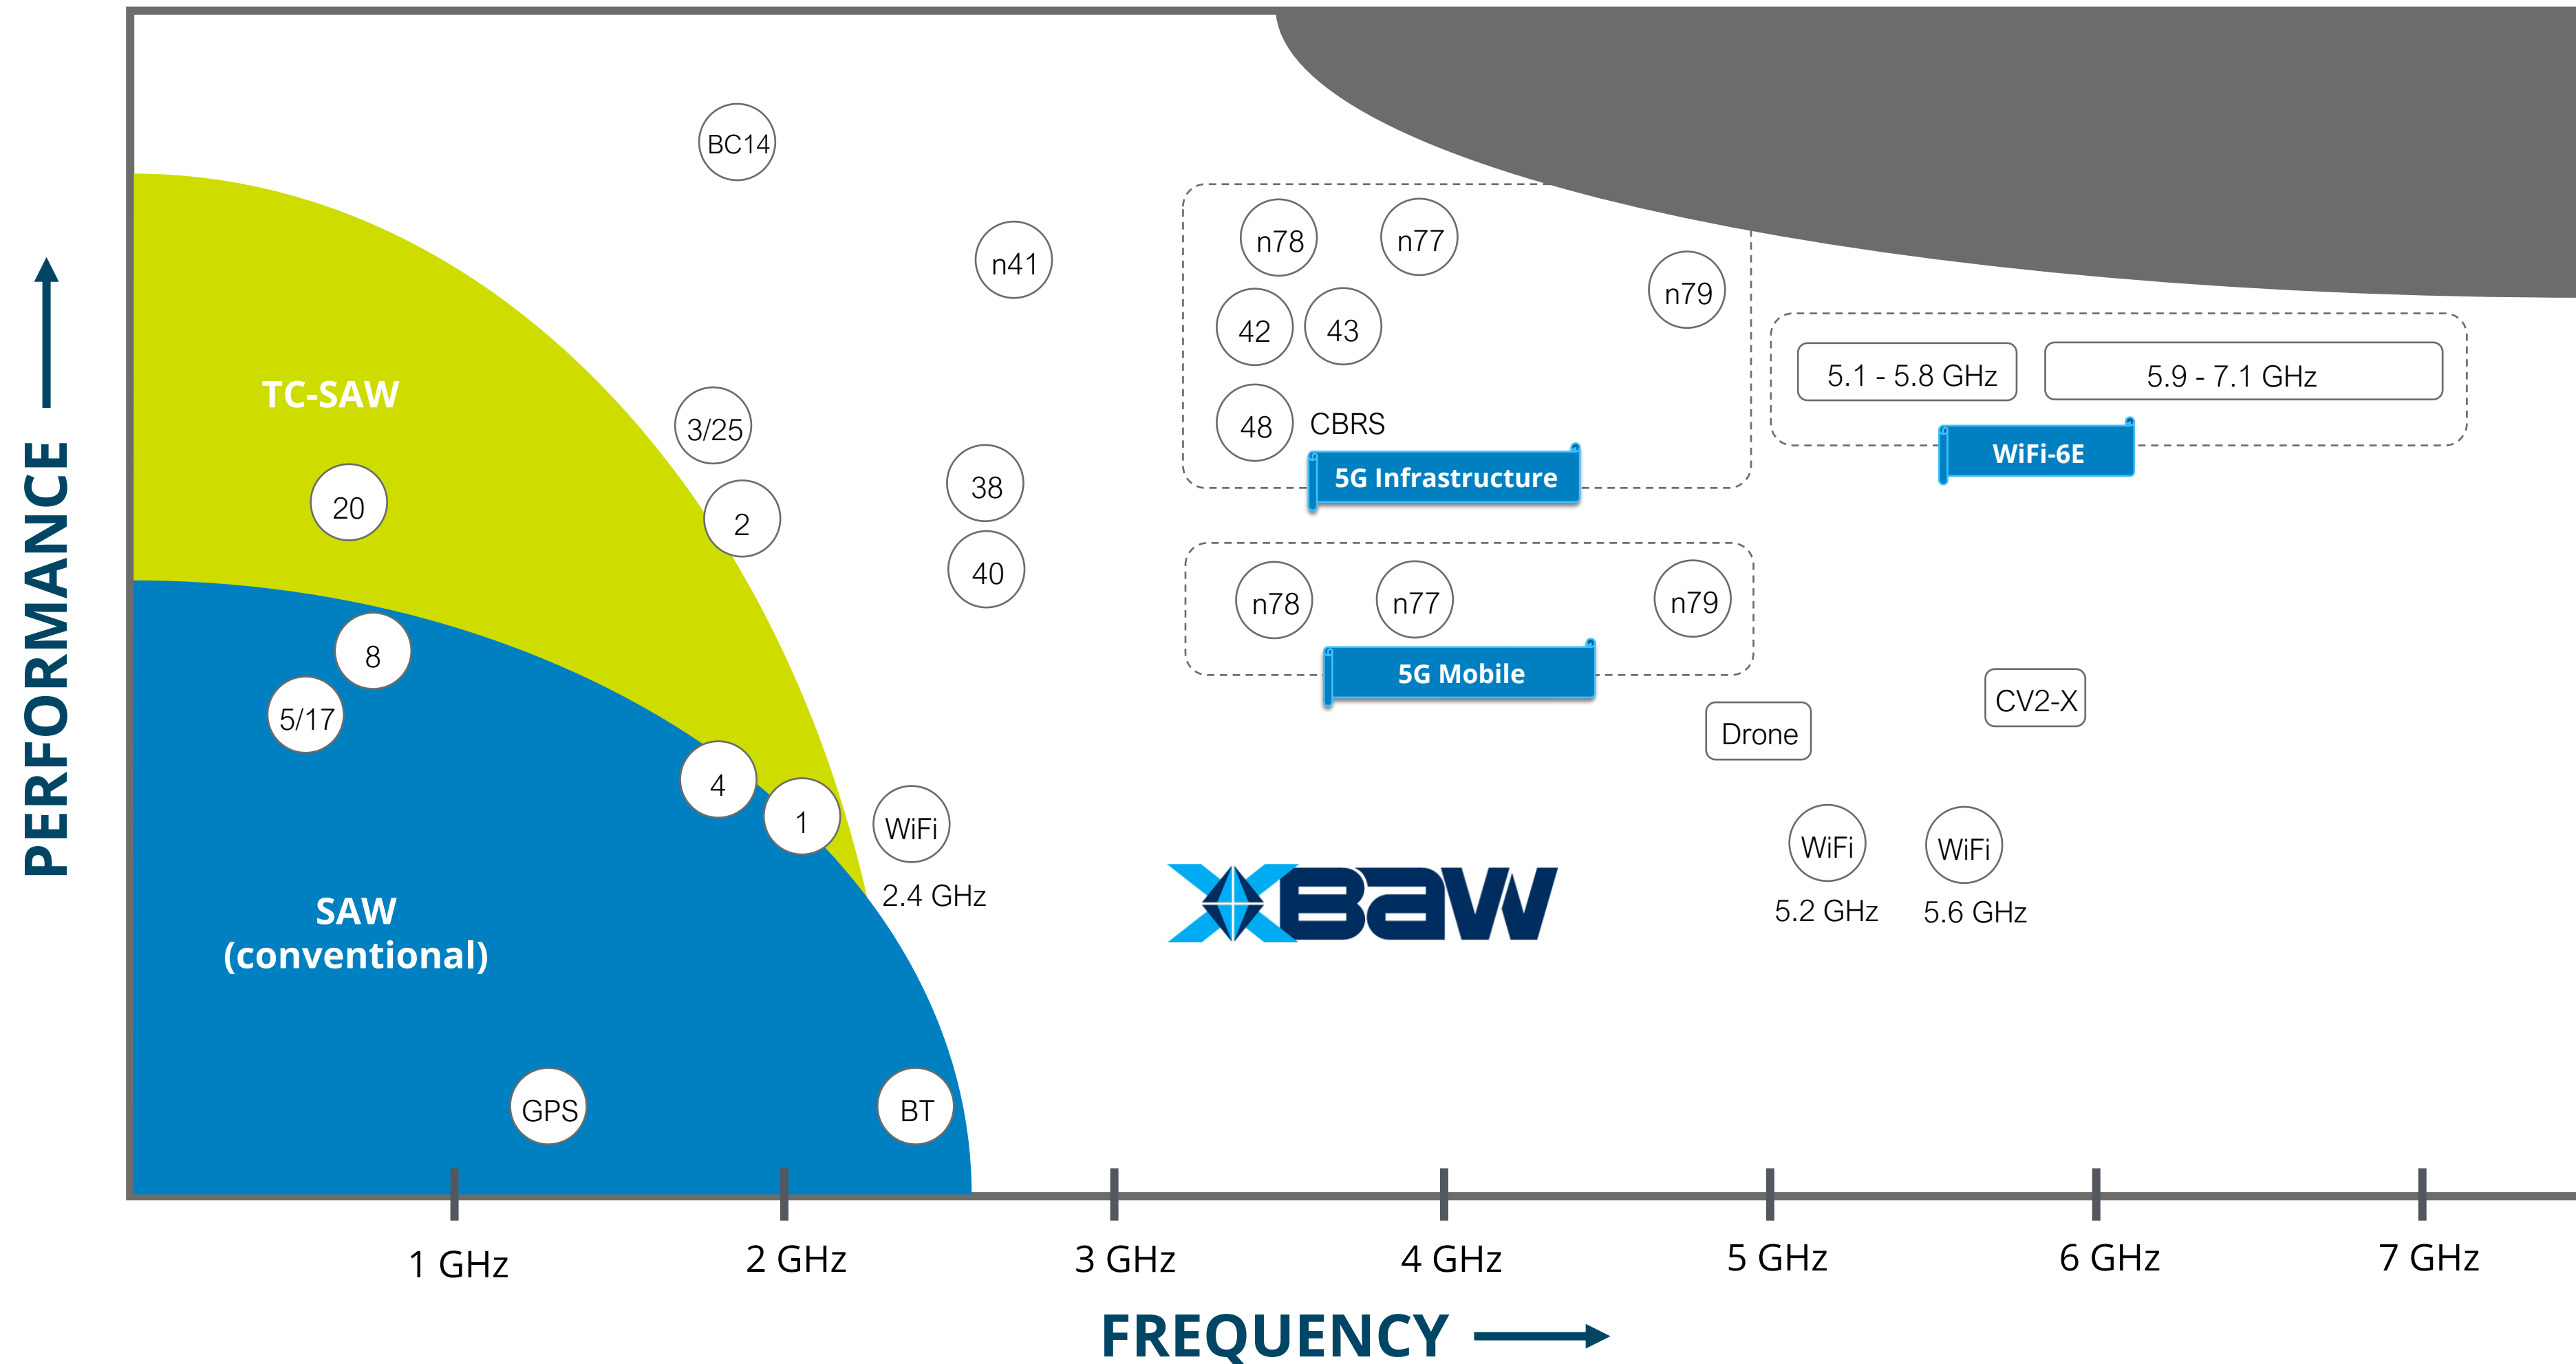 BC14
n41
n78
n77
n79
42
43
48
CBRS
5G Infrastructure
5.1 - 5.8 GHz
5.9 - 7.1 GHz
WiFi-6E
TC-SAW
20
3/25
2
38
40
n78
n77
n79
5G Mobile
8
5/17
4
1
WiFi
2.4 GHz
Drone
CV2-X
WiFi
5.2 GHz
WiFi
5.6 GHz
XBAW
SAW
(conventional)
GPS
BT
PERFORMANCE
1 GHz
2 GHz
3 GHz
4 GHz
5 GHz
6 GHz
7 GHz
FREQUENCY